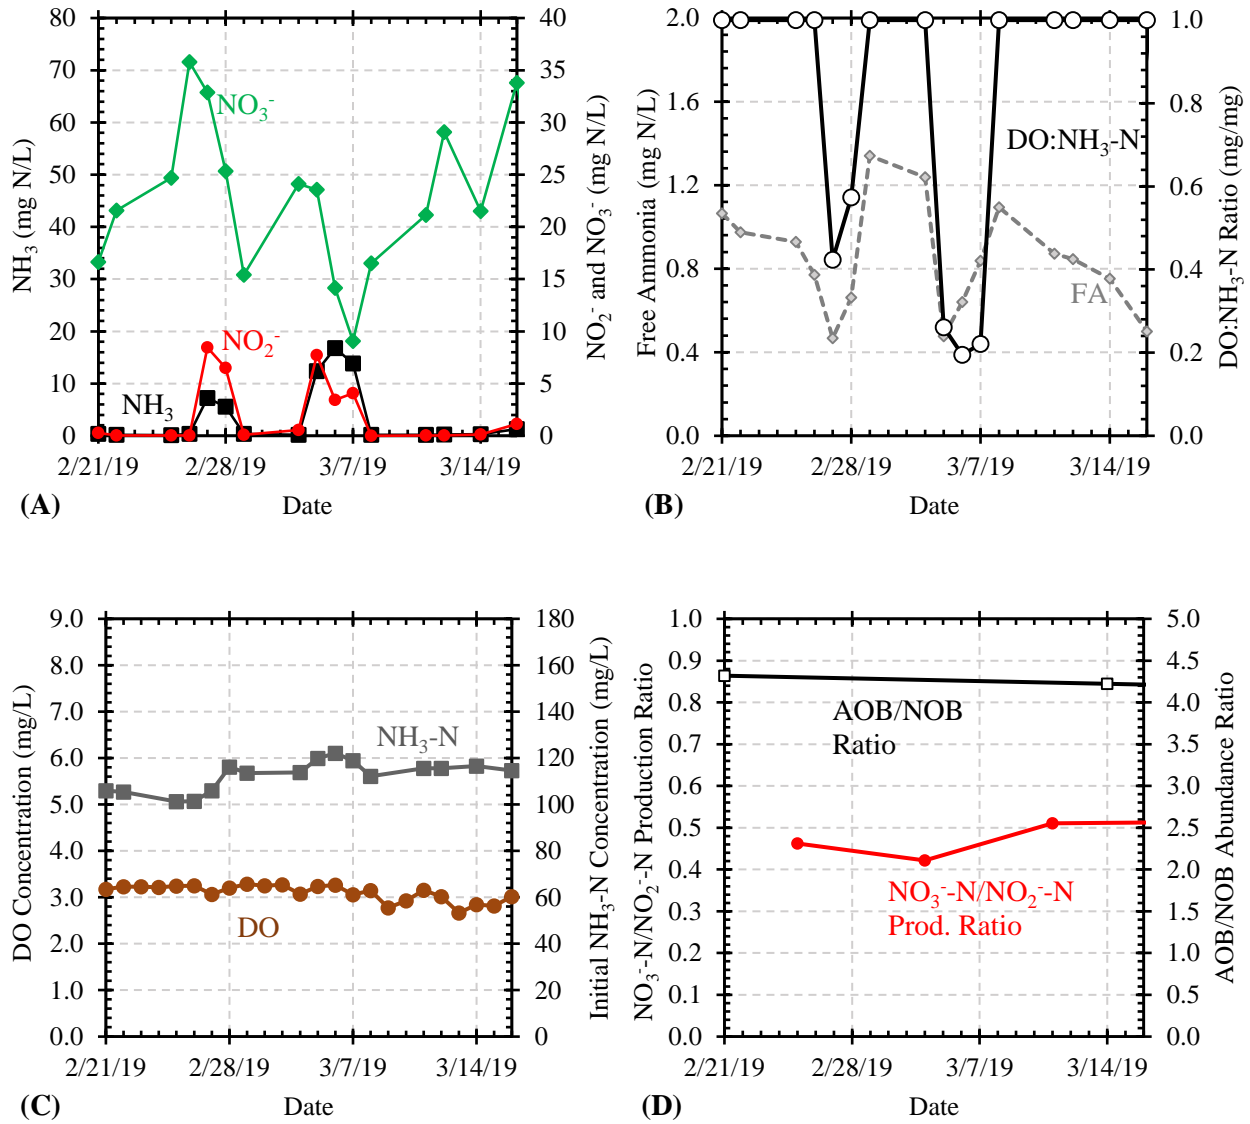 80
70
60
50
40
30
20
10
0
NH₃ (mg N/L)
40
35
30
25
20
15
10
5
0
NO₂⁻ and NO₃⁻ (mg N/L)
NO₃⁻
NO₂⁻
NH₃
2/21/19 2/28/19 3/7/19 3/14/19
(A) Date
2.0
1.6
1.2
0.8
0.4
0.0
Free Ammonia (mg N/L)
1.0
0.8
0.6
0.4
0.2
0.0
DO:NH₃-N Ratio (mg/mg)
DO:NH₃-N
FA
2/21/19 2/28/19 3/7/19 3/14/19
(B) Date
9.0
8.0
7.0
6.0
5.0
4.0
3.0
2.0
1.0
0.0
DO Concentration (mg/L)
180
160
140
120
100
80
60
40
20
0
Initial NH₃-N Concentration (mg/L)
NH₃-N
DO
2/21/19 2/28/19 3/7/19 3/14/19
(C) Date
1.0
0.9
0.8
0.7
0.6
0.5
0.4
0.3
0.2
0.1
0.0
NO₃⁻-N/NO₂⁻-N Production Ratio
5.0
4.5
4.0
3.5
3.0
2.5
2.0
1.5
1.0
0.5
0.0
AOB/NOB Abundance Ratio
AOB/NOB
Ratio
NO₃⁻-N/NO₂⁻-N
Prod. Ratio
2/21/19 2/28/19 3/7/19 3/14/19
(D) Date